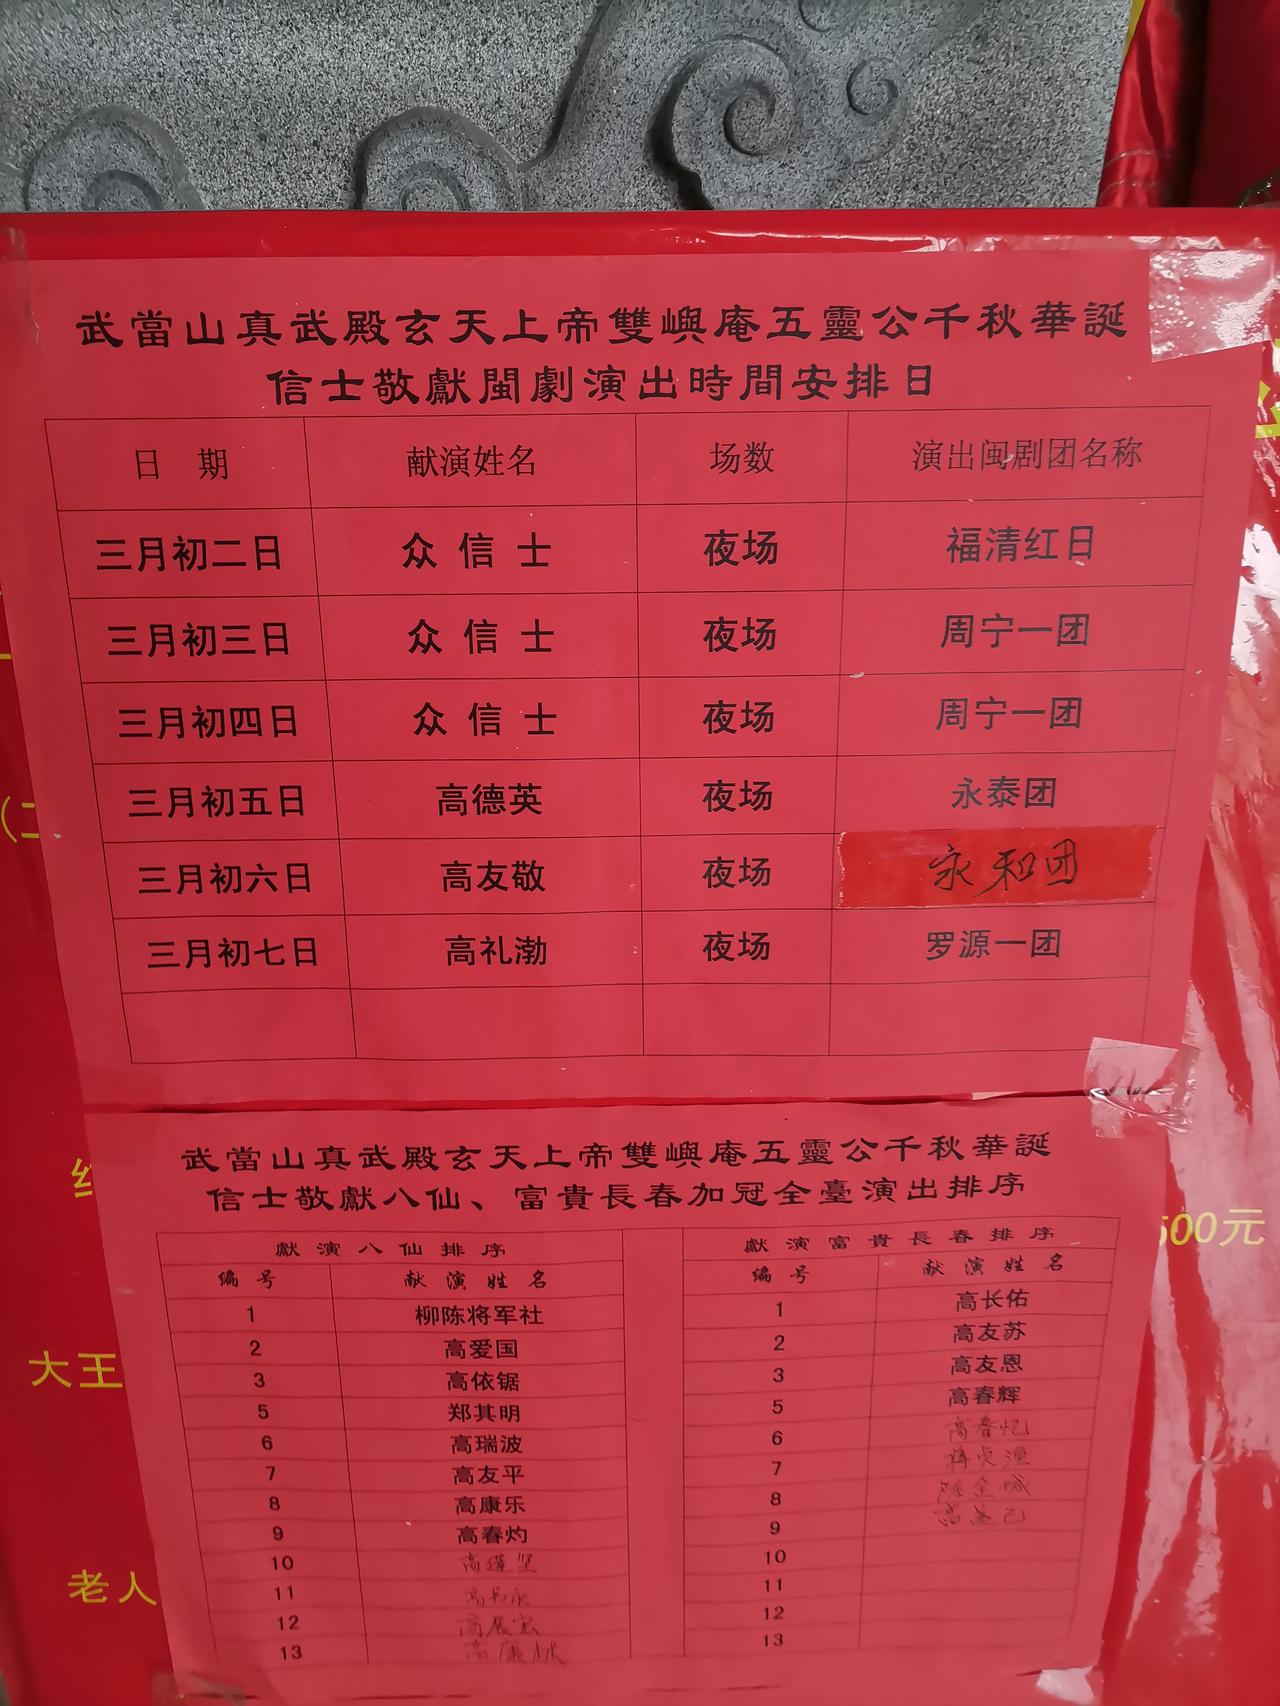 武當山真武殿玄天上帝雙嶼庵五靈公千秋華誕
信士敬獻閩劇演出時間安排日
日 期 献演姓名 场数 演出闽剧团名称
三月初二日 众信士 夜场 福清红日
三月初三日 众信士 夜场 周宁一团
三月初四日 众信士 夜场 周宁一团
三月初五日 高德英 夜场 永泰团
三月初六日 高友敬 夜场 永和团
三月初七日 高礼渤 夜场 罗源一团
武當山真武殿玄天上帝雙嶼庵五靈公千秋華誕
信士敬獻八仙、富貴長春加冠全臺演出排序
獻演八仙排序 獻演富貴長春排序
编号 献演姓名 编号 献演姓名
1 柳陈将军社 1 高长佑
2 高爱国 2 高友苏
3 高依锯 3 高友恩
5 郑其明 5 高春辉
6 高瑞波 6 高春忆
7 高友平 7
8 高康乐 8
9 高春灼 9
10 10
11 11
12 12
13 13
500元
大王
老人